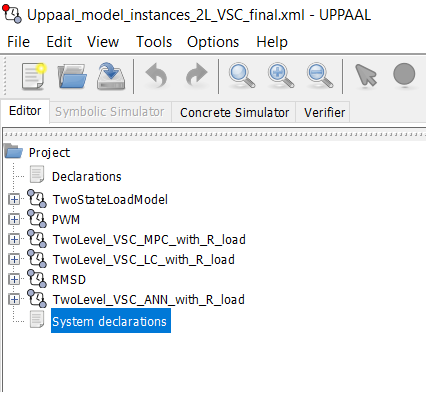 Uppaal_model_instances_2L_VSC_final.xml - UPPAAL
File Edit View Tools Options Help
Editor Symbolic Simulator Concrete Simulator Verifier
Project
Declarations
TwoStateLoadModel
PWM
TwoLevel_VSC_MPC_with_R_load
TwoLevel_VSC_LC_with_R_load
RMSD
TwoLevel_VSC_ANN_with_R_load
System declarations